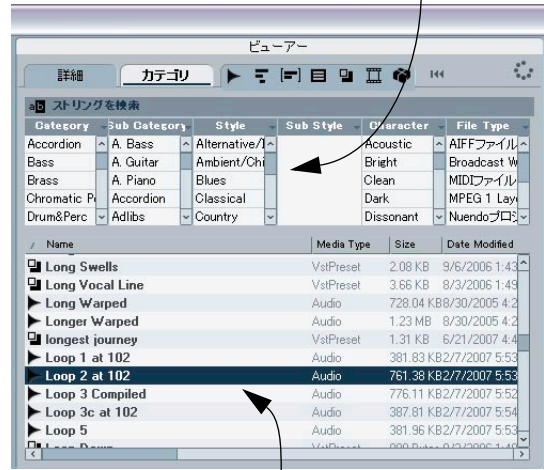 ビューアー
詳細 カテゴリ
ストリングを検索
Category Sub Category Style Sub Style Character File Type
Accordion A. Bass Alternative/ Acoustic AIFFファイル
Bass A. Guitar Ambient/Chi Bright Broadcast W
Brass A. Piano Blues Clean MIDIファイル
Chromatic P Accordion Classical Dark MPEG 1 Lay
Drum&Perc Adlibs Country Dissonant Nuendoプロジ
Name Media Type Size Date Modified
Long Swells VstPreset 2.08 KB 9/6/2006 1:43
Long Vocal Line VstPreset 3.66 KB 8/3/2006 1:49
Long Warped Audio 728.04 KB 8/30/2005 4:2
Longer Warped Audio 1.23 MB 8/30/2005 4:2
longest journey VstPreset 1.31 KB 6/21/2007 4:4
Loop 1 at 102 Audio 381.83 KB 2/7/2007 5:53
Loop 2 at 102 Audio 761.38 KB 2/7/2007 5:53
Loop 3 Compiled Audio 776.11 KB 2/7/2007 5:52
Loop 3c at 102 Audio 387.81 KB 2/7/2007 5:54
Loop 5 Audio 381.96 KB 2/7/2007 5:53